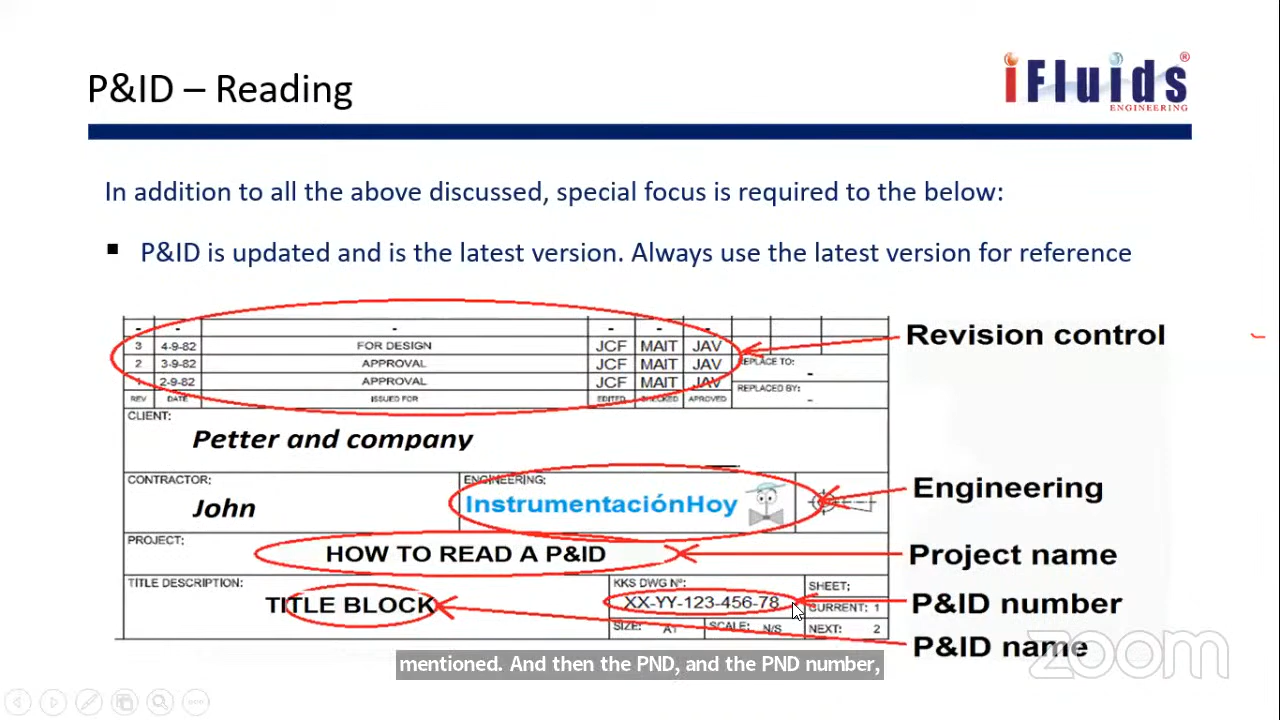 P&ID – Reading
iFluids®
ENGINEERING
In addition to all the above discussed, special focus is required to the below:
▪ P&ID is updated and is the latest version. Always use the latest version for reference
- - - - - -
3 4-9-82 FOR DESIGN JCF MAIT JAV
2 3-9-82 APPROVAL JCF MAIT JAV
1 2-9-82 APPROVAL JCF MAIT JAV
REV DATE ISSUED FOR EDITED CHECKED APPROVED
REPLACE TO:
-
REPLACED BY:
-
Revision control
CLIENT:
Petter and company
CONTRACTOR:
John
ENGINEERING:
InstrumentaciónHoy
Engineering
PROJECT:
HOW TO READ A P&ID
Project name
TITLE DESCRIPTION:
TITLE BLOCK
KKS DWG Nº:
XX-YY-123-456-78
SHEET:
CURRENT: 1
P&ID number
SIZE: A1 SCALE: N/S NEXT: 2
P&ID name
zoom
mentioned. And then the PND, and the PND number,